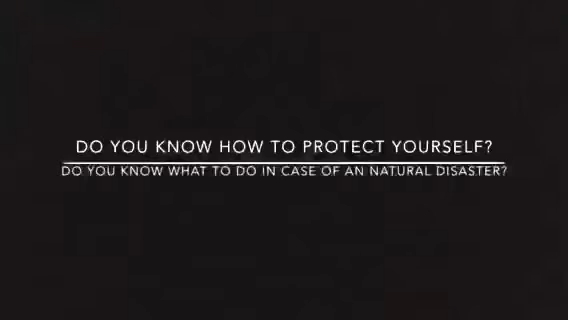 DO YOU KNOW HOW TO PROTECT YOURSELF?
DO YOU KNOW WHAT TO DO IN CASE OF AN NATURAL DISASTER?